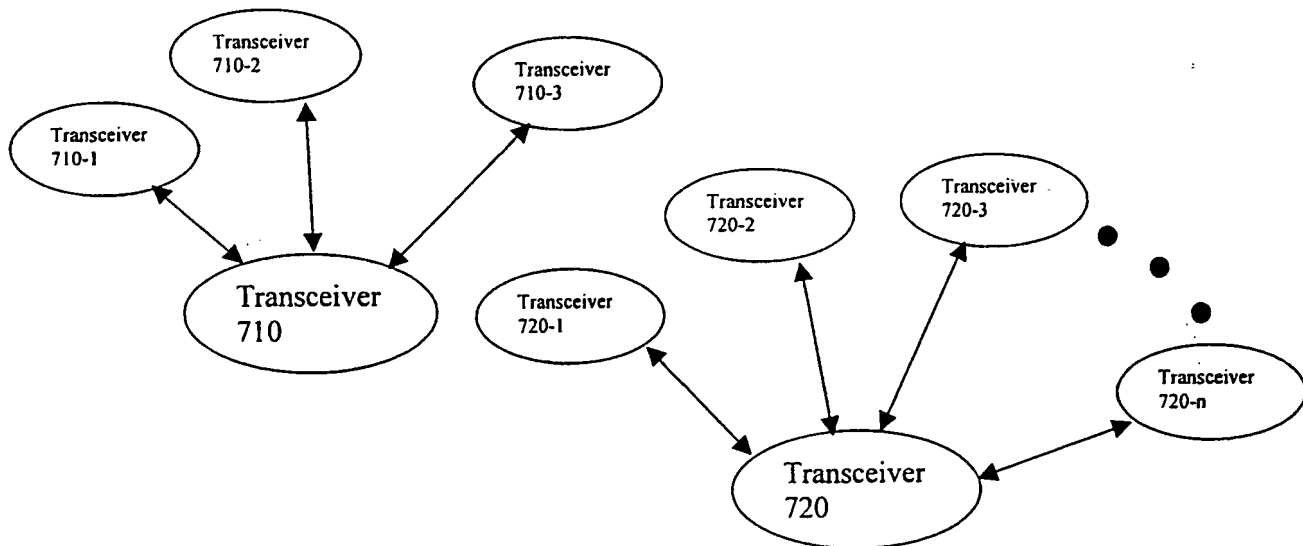 Transceiver
710-2
Transceiver
710-3
Transceiver
710-1
Transceiver
710
Transceiver
720-2
Transceiver
720-3
Transceiver
720-1
Transceiver
720-n
Transceiver
720